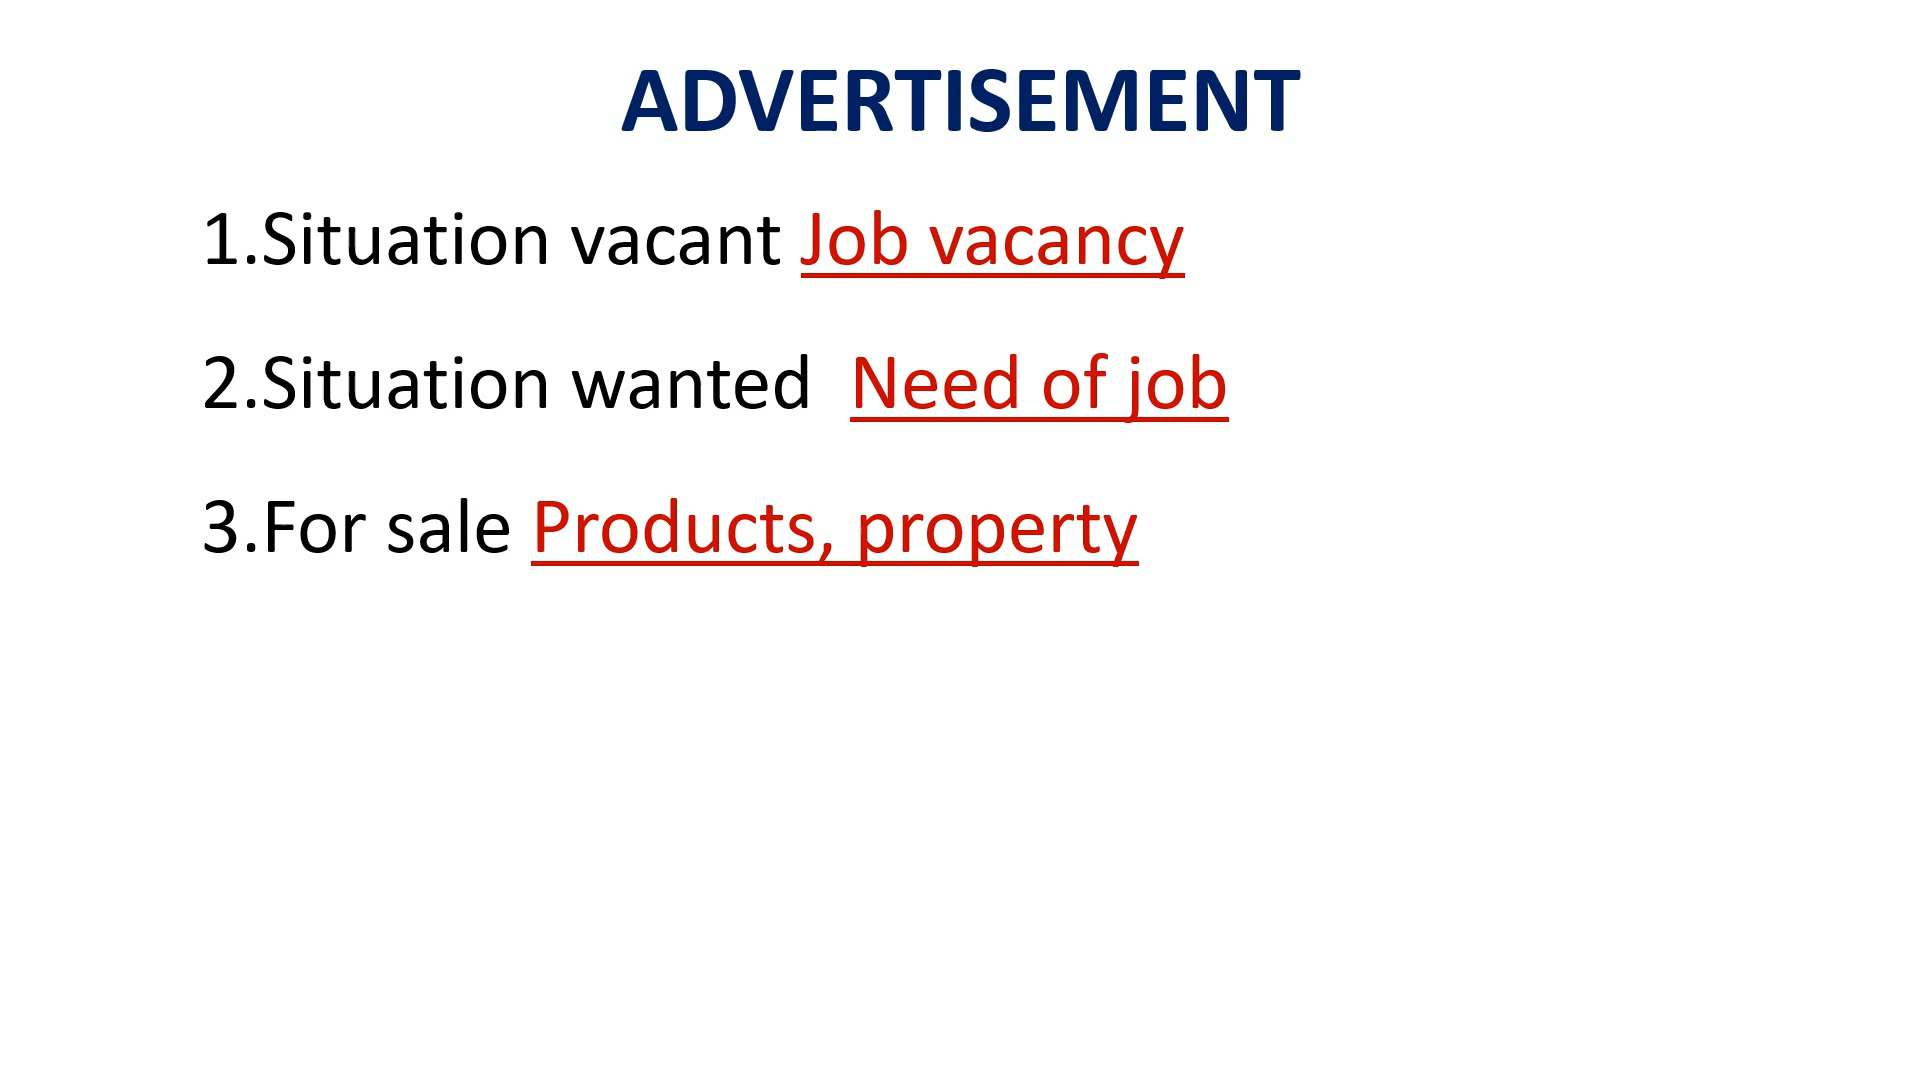 ADVERTISEMENT
1.Situation vacant Job vacancy
2.Situation wanted  Need of job
3.For sale Products, property